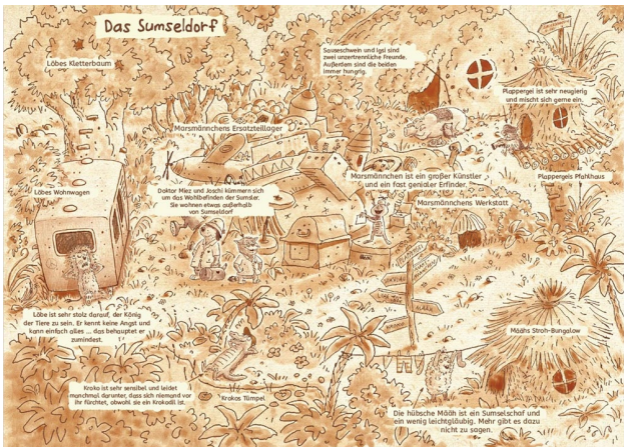 Das Sumseldorf
Löbes Kletterbaum
Sauseschwein und Igsi sind
zwei unzertrennliche Freunde.
Außerdem sind die beiden
immer hungrig.
Plappergei ist sehr neugierig
und mischt sich gerne ein.
Marsmännchens Ersatzteillager
Löbes Wohnwagen
Doktor Miez und Joschi kümmern sich
um das Wohlbefinden der Sumsler.
Sie wohnen etwas außerhalb
von Sumseldorf
Marsmännchen ist ein großer Künstler
und ein fast genialer Erfinder.
Plappergeis Pfahlhaus
Marsmännchens Werkstatt
Löbe ist sehr stolz darauf, der König
der Tiere zu sein. Er kennt keine Angst und
kann einfach alles ... das behauptet er
zumindest.
Määhs Stroh-Bungalow
Kroko ist sehr sensibel und leidet
manchmal darunter, dass sich niemand vor
ihr fürchtet, obwohl sie ein Krokodil ist.
Krokos Tümpel
Die hübsche Määh ist ein Sumselschaf und
ein wenig leichtgläubig. Mehr gibt es dazu
nicht zu sagen.